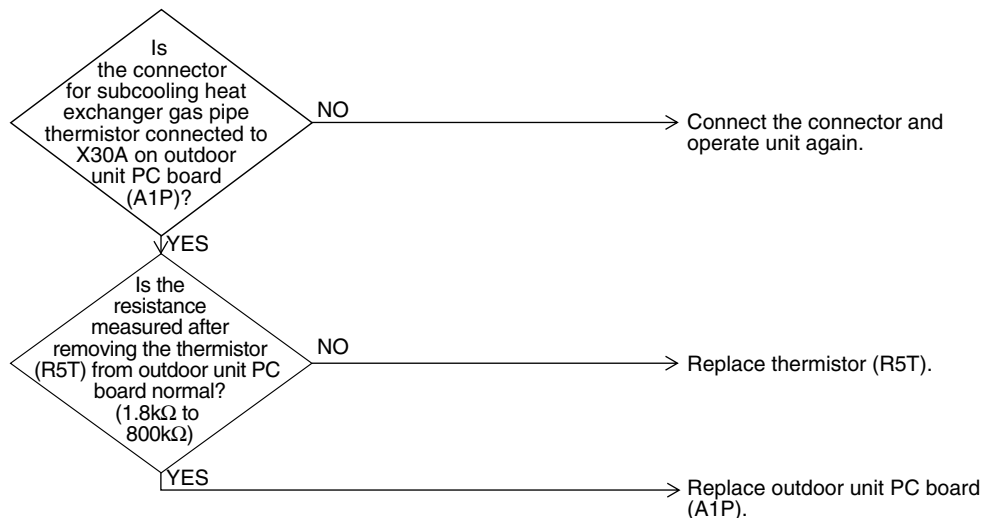 Is
the connector
for subcooling heat
exchanger gas pipe
thermistor connected to
X30A on outdoor
unit PC board
(A1P)?
NO
Connect the connector and
operate unit again.
YES
Is the
resistance
measured after
removing the thermistor
(R5T) from outdoor unit PC
board normal?
(1.8kΩ to
800kΩ)
NO
Replace thermistor (R5T).
YES
Replace outdoor unit PC board
(A1P).